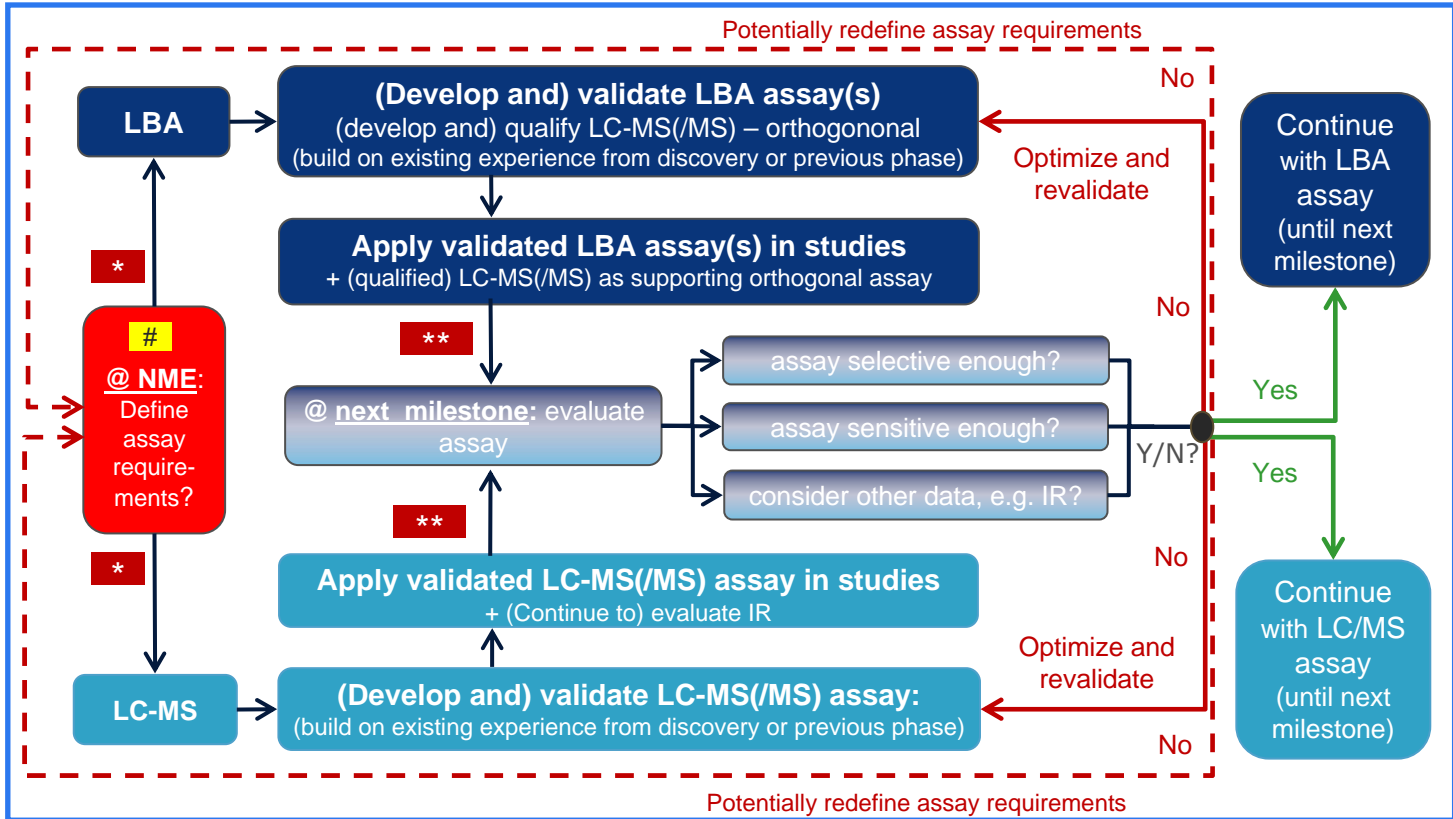 Potentially redefine assay requirements
No
LBA
(Develop and) validate LBA assay(s)
(develop and) qualify LC-MS(/MS) – orthogononal
(build on existing experience from discovery or previous phase)
Optimize and
revalidate
Continue
with LBA
assay
(until next
milestone)
*
Apply validated LBA assay(s) in studies
+ (qualified) LC-MS(/MS) as supporting orthogonal assay
No
#
@ NME:
Define
assay
require-
ments?
**
@ next milestone: evaluate
assay
assay selective enough?
assay sensitive enough?
consider other data, e.g. IR?
Y/N?
Yes
Yes
**
*
Apply validated LC-MS(/MS) assay in studies
+ (Continue to) evaluate IR
No
Continue
with LC/MS
assay
(until next
milestone)
LC-MS
(Develop and) validate LC-MS(/MS) assay:
(build on existing experience from discovery or previous phase)
Optimize and
revalidate
No
Potentially redefine assay requirements